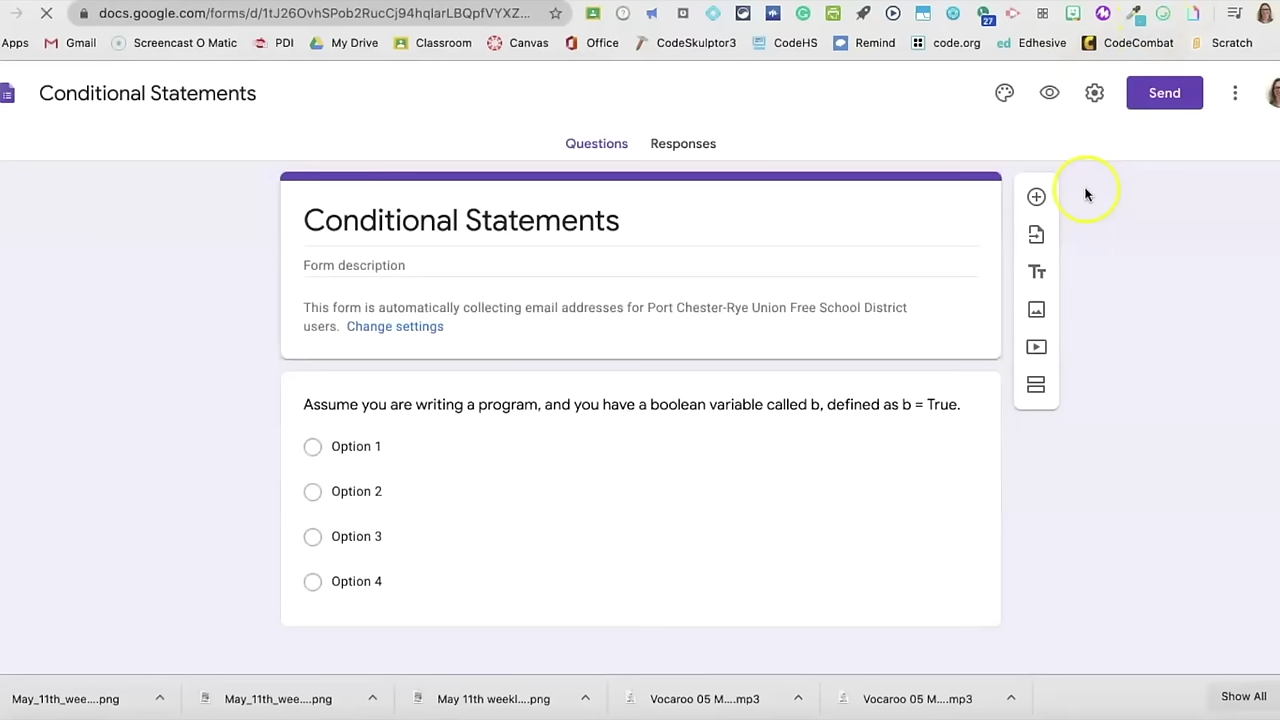 docs.google.com/forms/d/1tJ26OvhSPob2RucCj94hqIarLBQpfVYXZ...
27
Apps Gmail Screencast O Matic PDI My Drive Classroom Canvas Office CodeSkulptor3 CodeHS Remind code.org ed Edhesive CodeCombat Scratch
Conditional Statements
Send
Questions Responses
Conditional Statements
Form description
This form is automatically collecting email addresses for Port Chester-Rye Union Free School District
users. Change settings
Tт
Assume you are writing a program, and you have a boolean variable called b, defined as b = True.
Option 1
Option 2
Option 3
Option 4
May_11th_wee....png May_11th_wee....png May 11th weekl....png Vocaroo 05 M....mp3 Vocaroo 05 M....mp3 Show All